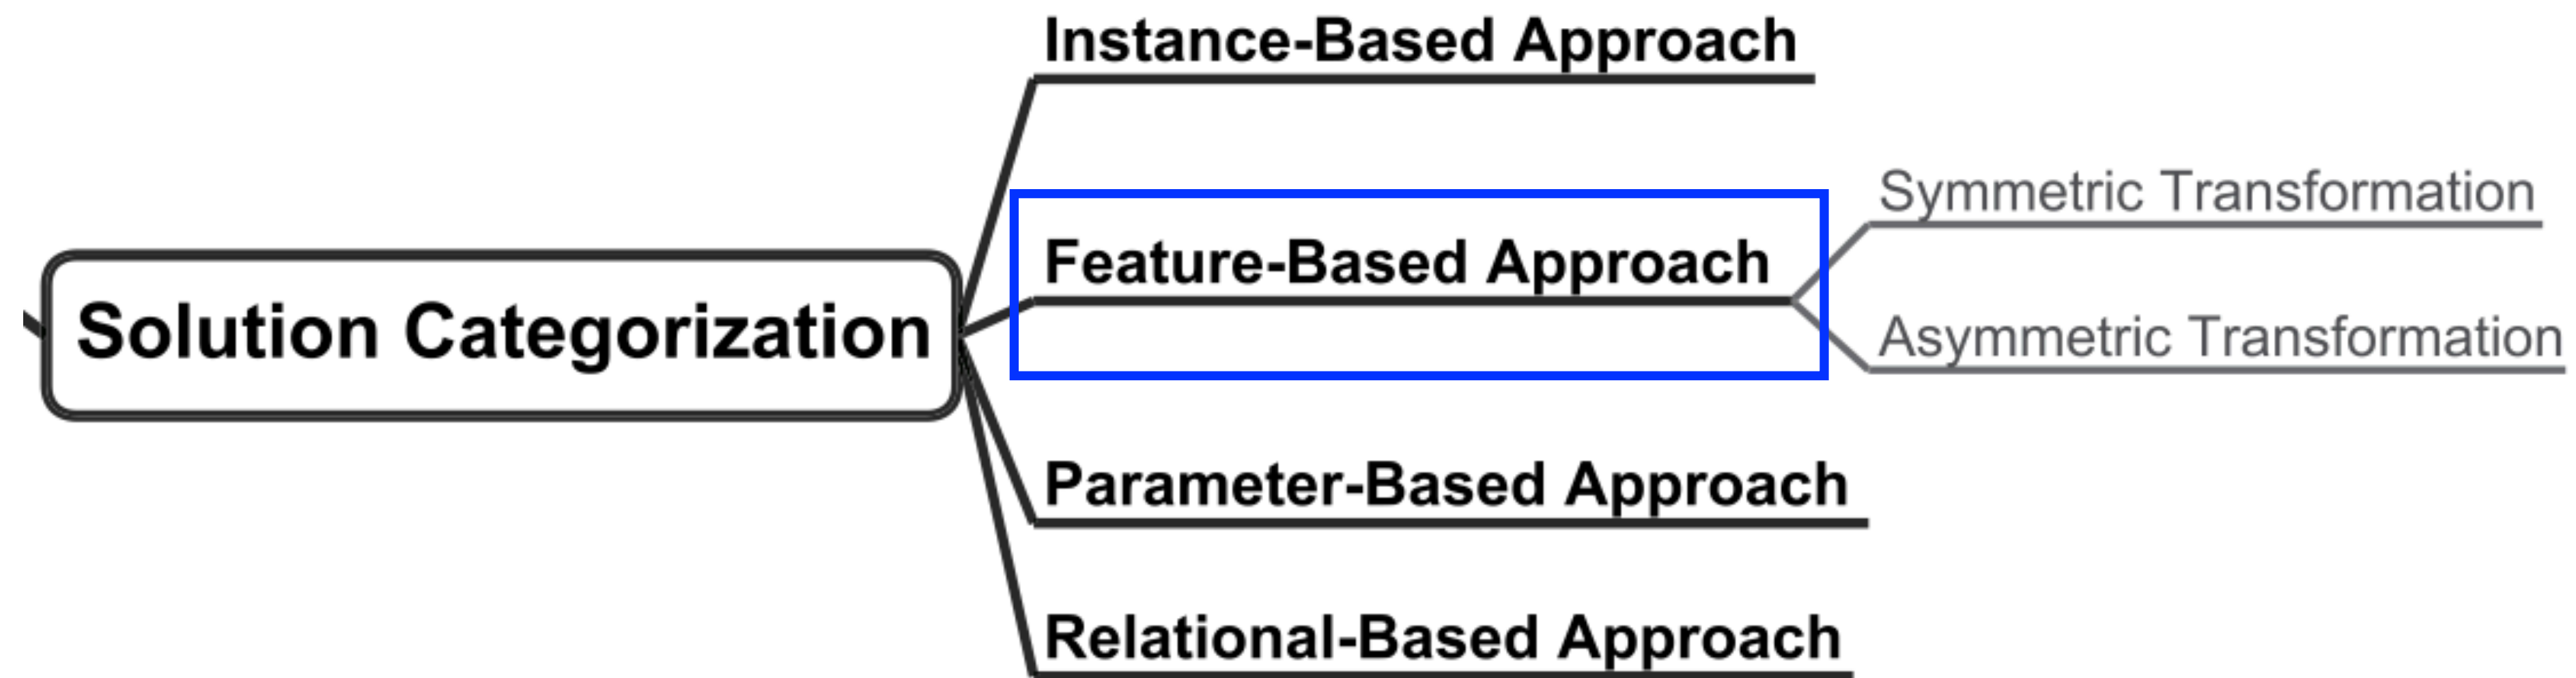 Instance-Based Approach
Symmetric Transformation
Feature-Based Approach
Solution Categorization
Asymmetric Transformation
Parameter-Based Approach
Relational-Based Approach